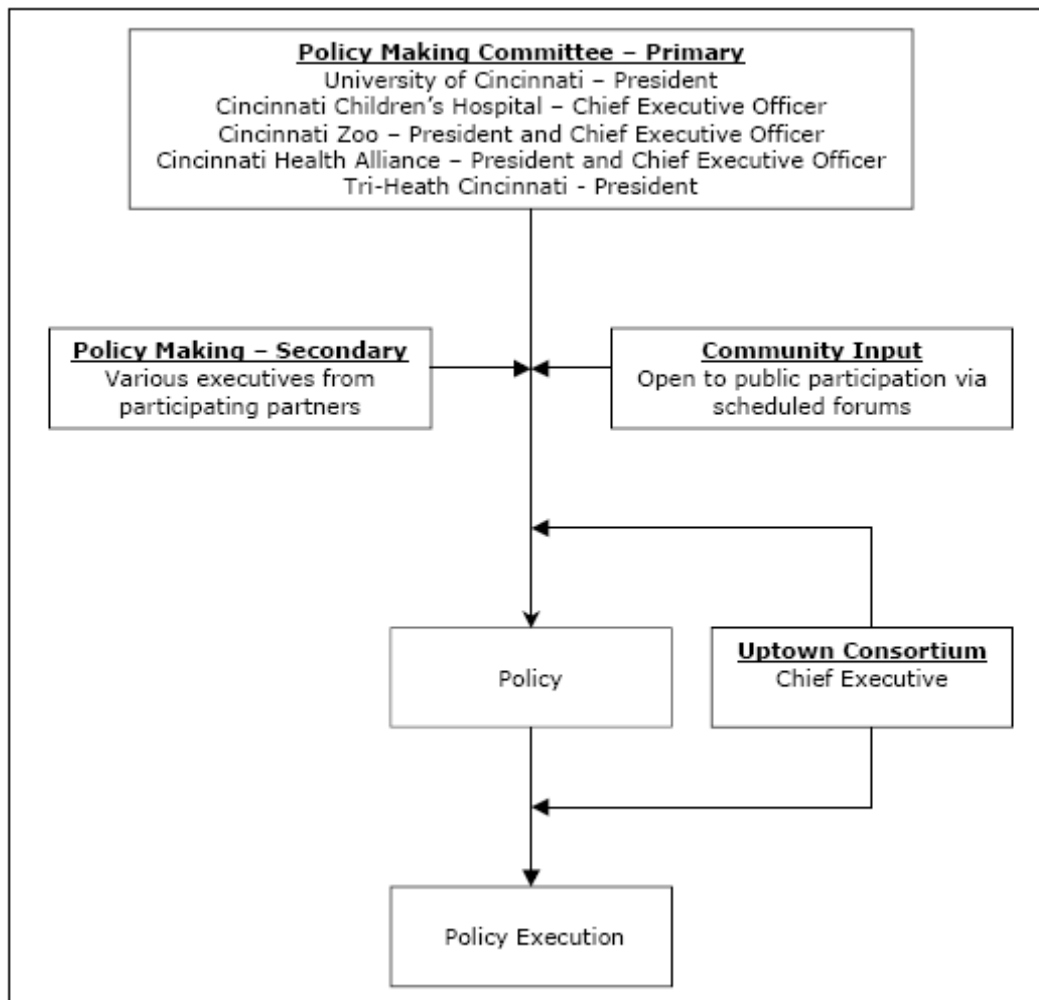 Policy Making Committee – Primary
University of Cincinnati – President
Cincinnati Children's Hospital – Chief Executive Officer
Cincinnati Zoo – President and Chief Executive Officer
Cincinnati Health Alliance – President and Chief Executive Officer
Tri-Heath Cincinnati - President
Policy Making – Secondary
Various executives from
participating partners
Community Input
Open to public participation via
scheduled forums
Policy
Uptown Consortium
Chief Executive
Policy Execution